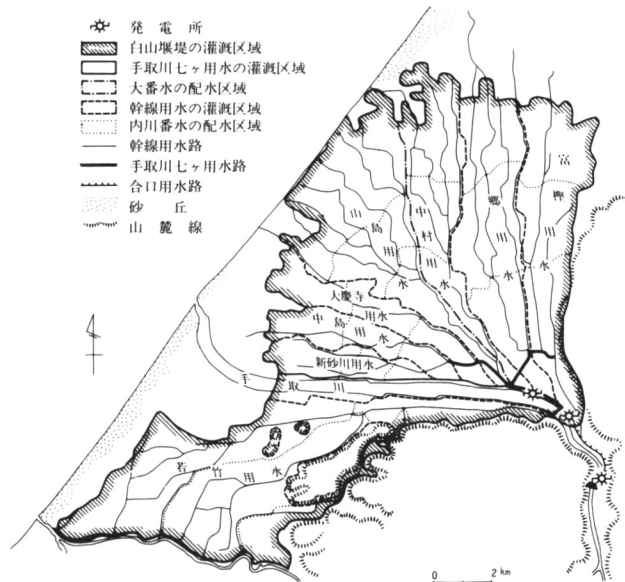 発電所
白山堰堤の灌漑区域
手取川七ヶ用水の灌漑区域
大番水の配水区域
幹線用水の灌漑区域
内川番水の配水区域
幹線用水路
手取川七ヶ用水路
合口用水路
砂丘
山麓線
富樫用水
郷用水
中村用水
山島用水
大慶寺用水
中島用水
新砂川用水
手取川
若竹用水
0 2 km